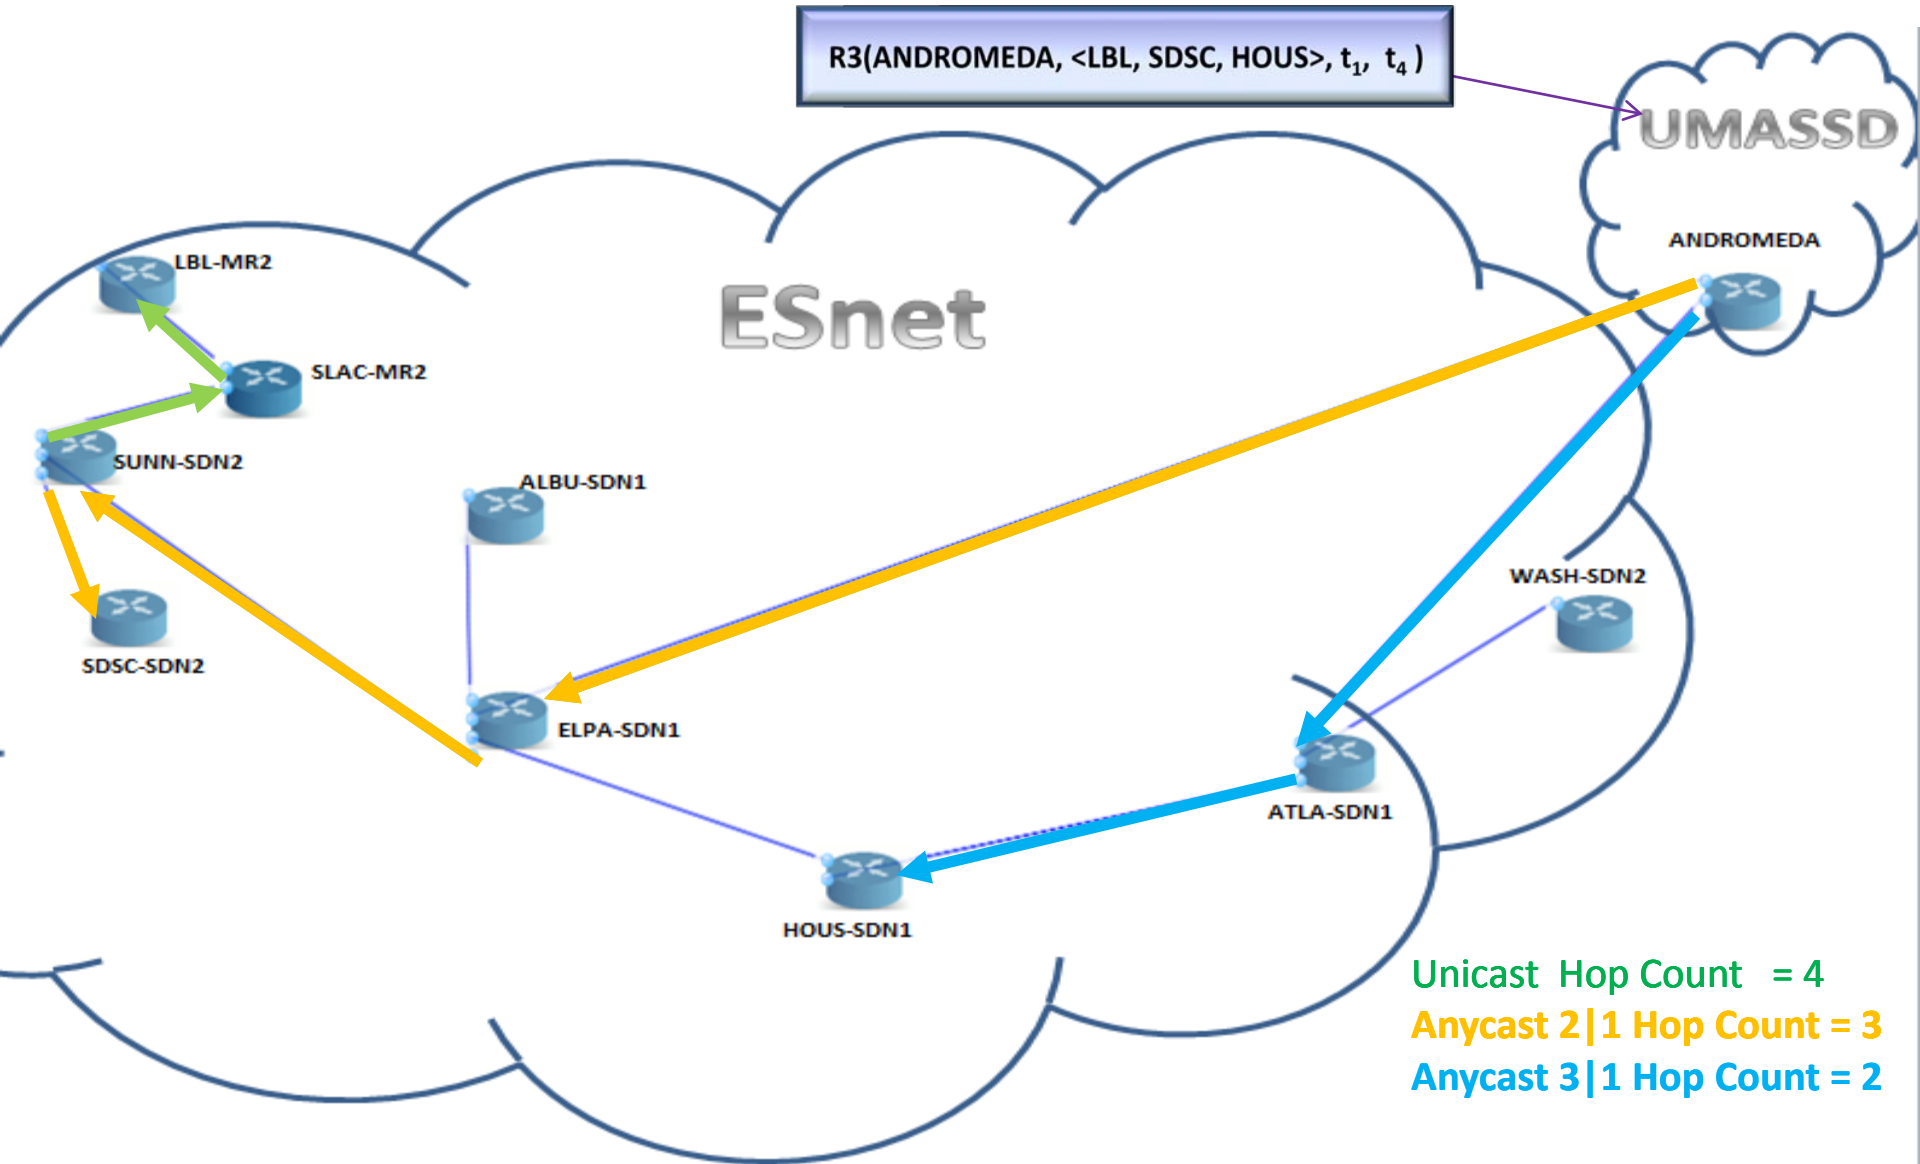 R3(ANDROMEDA, <LBL, SDSC, HOUS>, t1, t4 )
UMASSD
ANDROMEDA
LBL-MR2
ESnet
SLAC-MR2
SUNN-SDN2
ALBU-SDN1
WASH-SDN2
SDSC-SDN2
ELPA-SDN1
ATLA-SDN1
HOUS-SDN1
Unicast Hop Count = 4
Anycast 2|1 Hop Count = 3
Anycast 3|1 Hop Count = 2